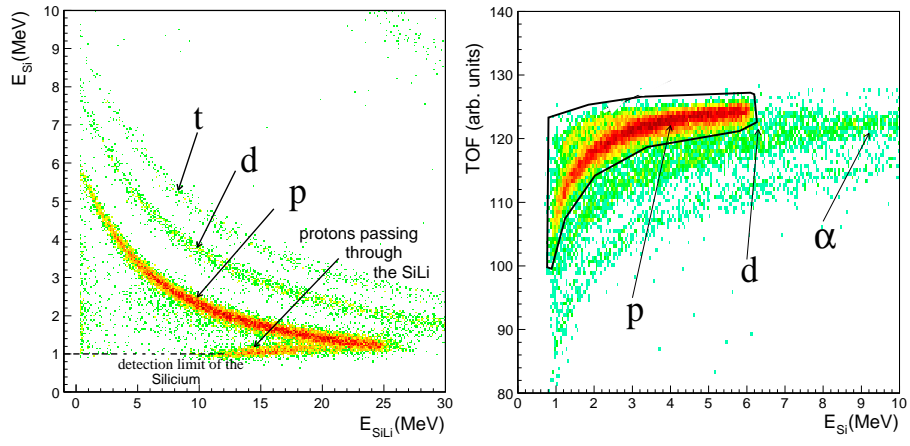 E_Si(MeV)
10
9
8
7
6
5
4
3
2
1
0
t
d
p
protons passing
through
the SiLi
detection limit of the
Silicium
0 5 10 15 20 25 30
E_SiLi(MeV)
TOF (arb. units)
140
130
120
110
100
90
80
p
d
α
0 1 2 3 4 5 6 7 8 9 10
E_Si(MeV)